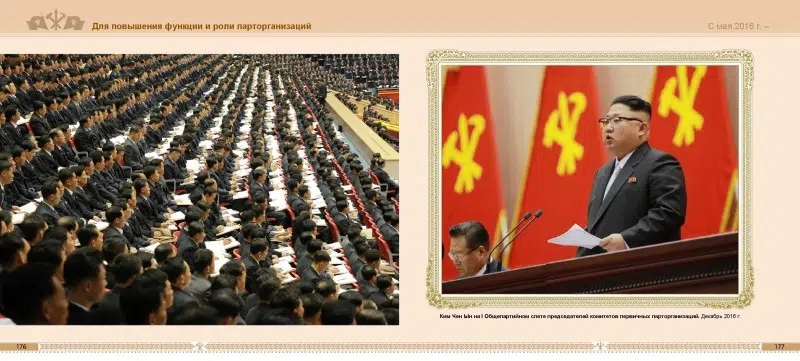 Для повышения функции и роли парторганизаций
С мая 2016 г. –
Ким Чен Ын на I Общепартийном слете председателей комитетов первичных парторганизаций. Декабрь 2016 г.
176
177